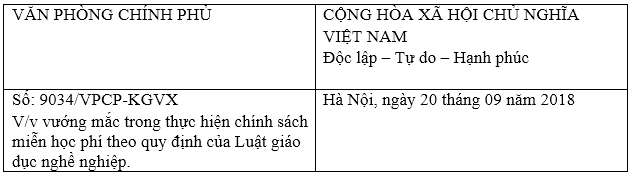 VĂN PHÒNG CHÍNH PHỦ
CỘNG HÒA XÃ HỘI CHỦ NGHĨA
VIỆT NAM
Độc lập – Tự do – Hạnh phúc
Số: 9034/VPCP-KGVX
V/v vướng mắc trong thực hiện chính sách
miễn học phí theo quy định của Luật giáo
dục nghề nghiệp.
Hà Nội, ngày 20 tháng 09 năm 2018